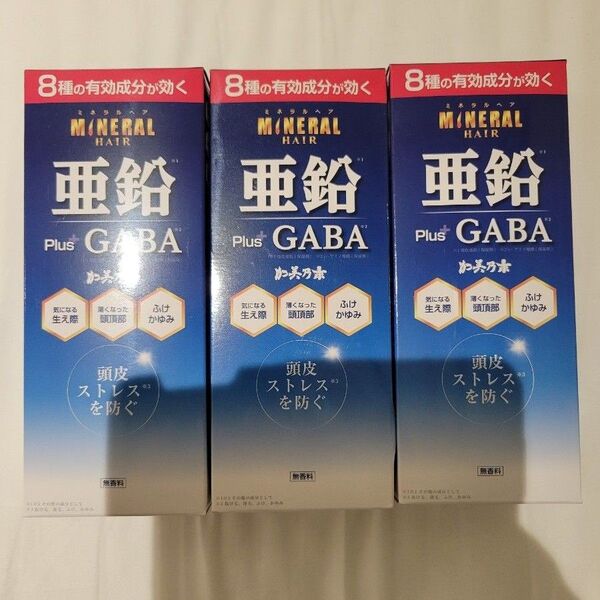 8種の有効成分が効く
ミネラルヘア
MINERAL
HAIR
亜鉛※1
Plus+ GABA※2
加美乃素
気になる
生え際
薄くなった
頭頂部
ふけ
かゆみ
頭皮
ストレス※3
を防ぐ
無香料
8種の有効成分が効く
ミネラルヘア
MINERAL
HAIR
亜鉛※1
Plus+ GABA※2
加美乃素
気になる
生え際
薄くなった
頭頂部
ふけ
かゆみ
頭皮
ストレス※3
を防ぐ
無香料
8種の有効成分が効く
ミネラルヘア
MINERAL
HAIR
亜鉛※1
Plus+ GABA※2
加美乃素
気になる
生え際
薄くなった
頭頂部
ふけ
かゆみ
頭皮
ストレス※3
を防ぐ
無香料